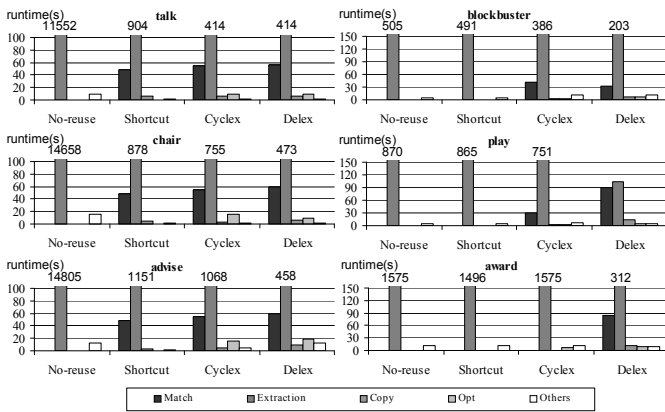 runtime(s) talk
11552 904 414 414
100
80
60
40
20
0
No-reuse Shortcut Cyclex Delex
runtime(s) blockbuster
505 491 386 203
150
120
90
60
30
0
No-reuse Shortcut Cyclex Delex
runtime(s) chair
14658 878 755 473
100
80
60
40
20
0
No-reuse Shortcut Cyclex Delex
runtime(s) play
870 865 751
150
120
90
60
30
0
No-reuse Shortcut Cyclex Delex
runtime(s) advise
14805 1151 1068 458
100
80
60
40
20
0
No-reuse Shortcut Cyclex Delex
runtime(s) award
1575 1496 1575 312
150
120
90
60
30
0
No-reuse Shortcut Cyclex Delex
Match Extraction Copy Opt Others